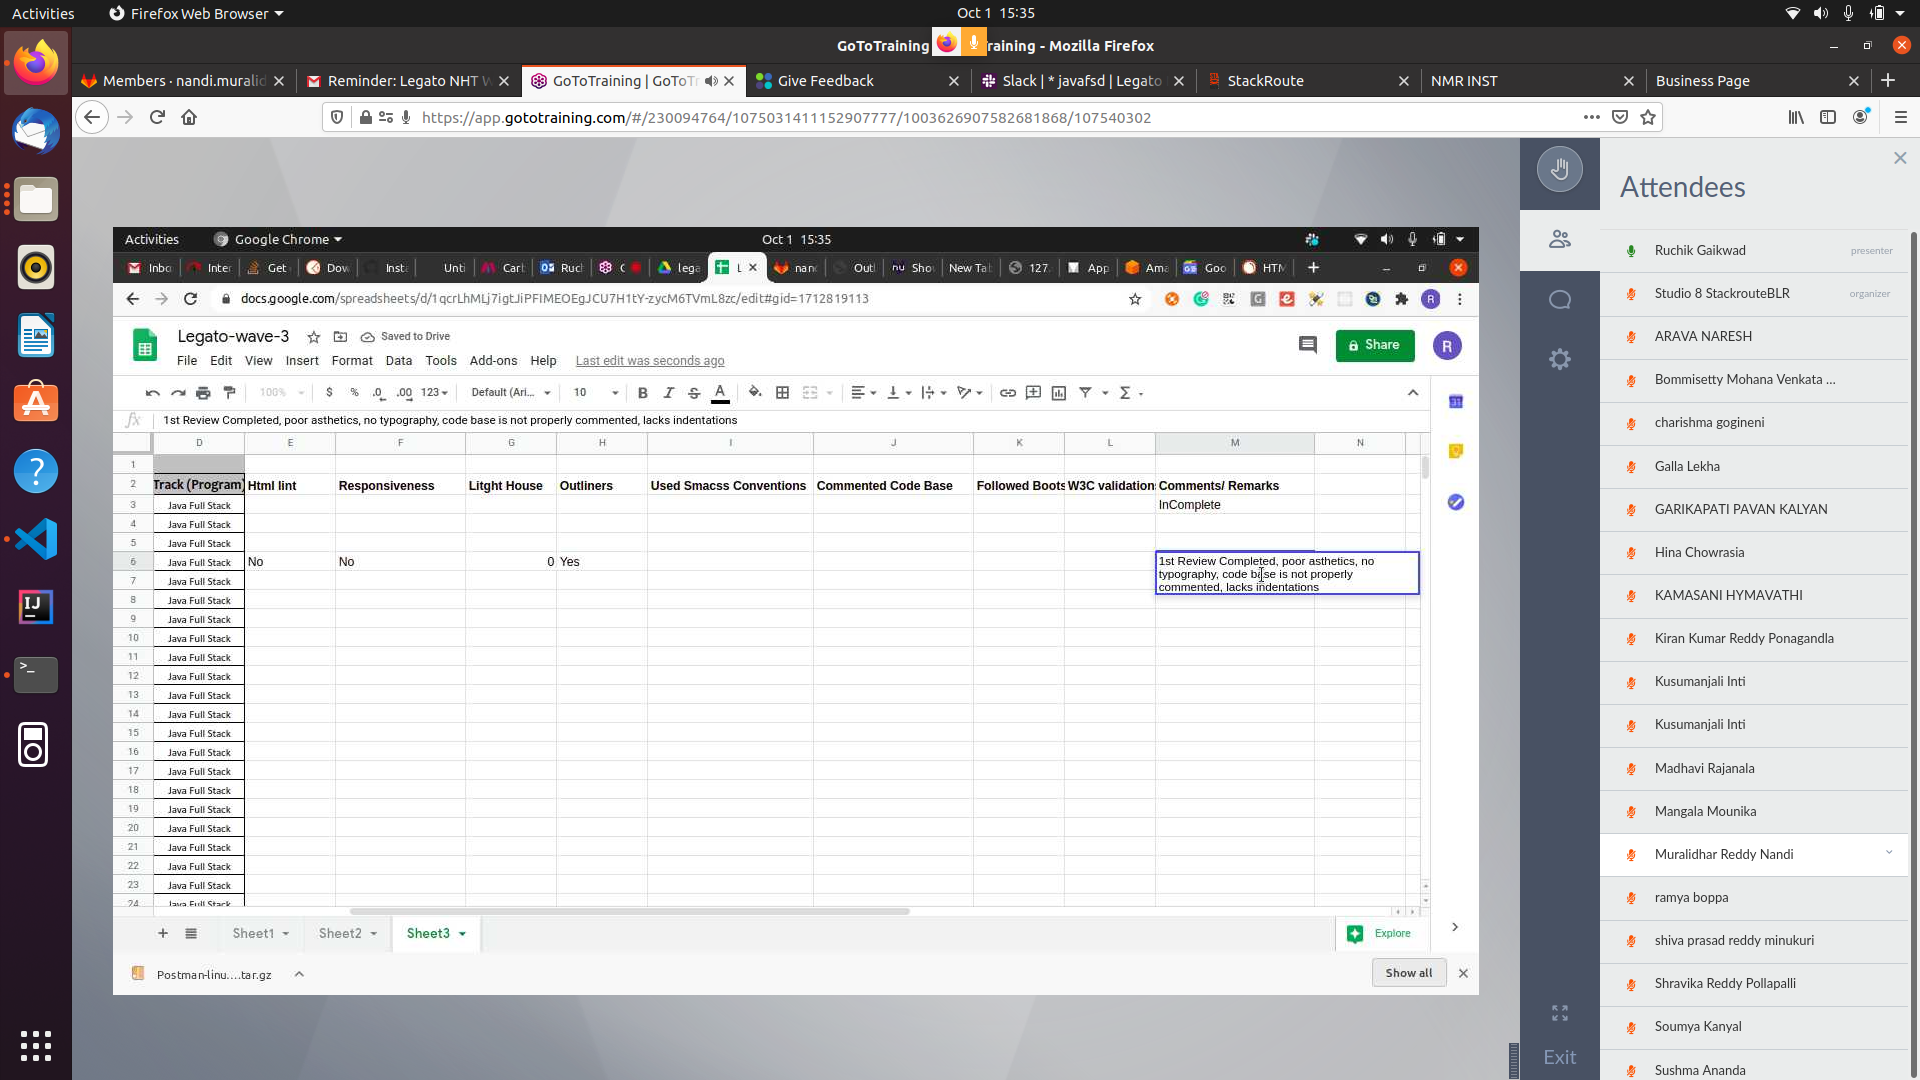 Activities
Firefox Web Browser
Oct 1 15:35
GoToTraining
raining - Mozilla Firefox
Members · nandi.muralid
Reminder: Legato NHT W
GoToTraining | GoToTr
Give Feedback
Slack | * javafsd | Legato
StackRoute
NMR INST
Business Page
https://app.gototraining.com/#/230094764/1075031411152907777/1003626907582681868/107540302
Attendees
Activities
Google Chrome
Oct 1 15:35
Inbo
Inter
Get
Dov
Inst
Unti
Cart
Rucl
lega
L
nan
Outl
Sho
New Ta
127.
App
Ama
Goo
HTM
docs.google.com/spreadsheets/d/1qcrLhMLj7igtJiPFIMEOEgJCU7H1tY-zycM6TVmL8zc/edit#gid=1712819113
Legato-wave-3
Saved to Drive
File Edit View Insert Format Data Tools Add-ons Help Last edit was seconds ago
Share
R
100% $ % .0 .00 123 Default (Ari... 10 B I S A
fx 1st Review Completed, poor asthetics, no typography, code base is not properly commented, lacks indentations
D E F G H I J K L M N
1
2 Track (Program) Html lint Responsiveness Litght House Outliners Used Smacss Conventions Commented Code Base Followed Boots W3C validation Comments/ Remarks
3 Java Full Stack InComplete
4 Java Full Stack
5 Java Full Stack
6 Java Full Stack No No 0 Yes 1st Review Completed, poor asthetics, no
typography, code base is not properly
commented, lacks indentations
7 Java Full Stack
8 Java Full Stack
9 Java Full Stack
10 Java Full Stack
11 Java Full Stack
12 Java Full Stack
13 Java Full Stack
14 Java Full Stack
15 Java Full Stack
16 Java Full Stack
17 Java Full Stack
18 Java Full Stack
19 Java Full Stack
20 Java Full Stack
21 Java Full Stack
22 Java Full Stack
23 Java Full Stack
24 Java Full Stack
Sheet1 Sheet2 Sheet3
Explore
Postman-linu....tar.gz
Show all
Ruchik Gaikwad presenter
Studio 8 StackrouteBLR organizer
ARAVA NARESH
Bommisetty Mohana Venkata ...
charishma gogineni
Galla Lekha
GARIKAPATI PAVAN KALYAN
Hina Chowrasia
KAMASANI HYMAVATHI
Kiran Kumar Reddy Ponagandla
Kusumanjali Inti
Kusumanjali Inti
Madhavi Rajanala
Mangala Mounika
Muralidhar Reddy Nandi
ramya boppa
shiva prasad reddy minukuri
Shravika Reddy Pollapalli
Soumya Kanyal
Sushma Ananda
Exit